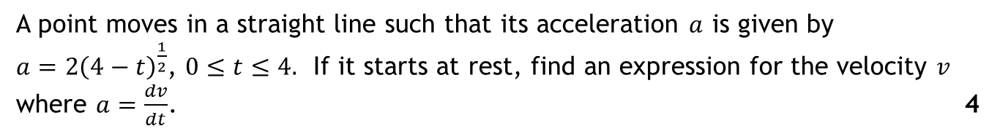 A point moves in a straight line such that its acceleration a is given by
a = 2(4 − t)^{1/2}, 0 ≤ t ≤ 4. If it starts at rest, find an expression for the velocity v
where a = dv/dt. 4